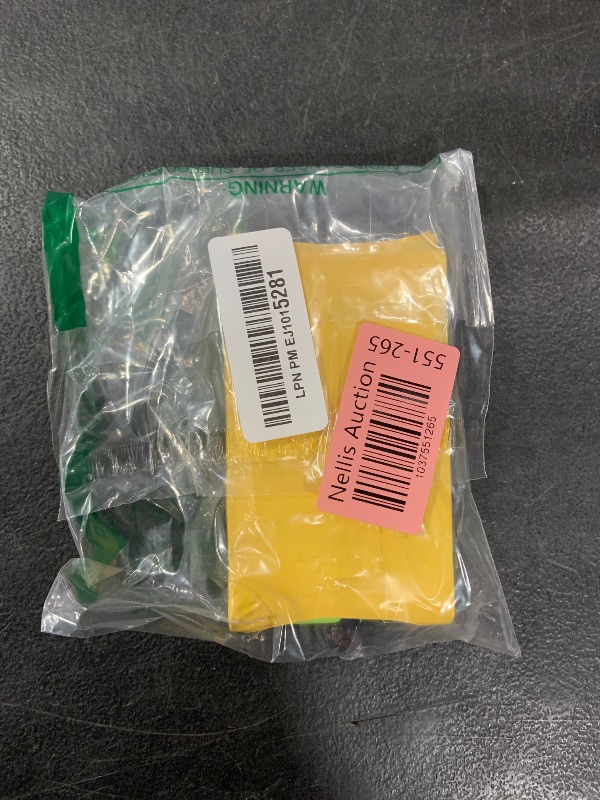 WARNING:
LPN PM EJ1015281
Nellis Auction
551-265
1037551265